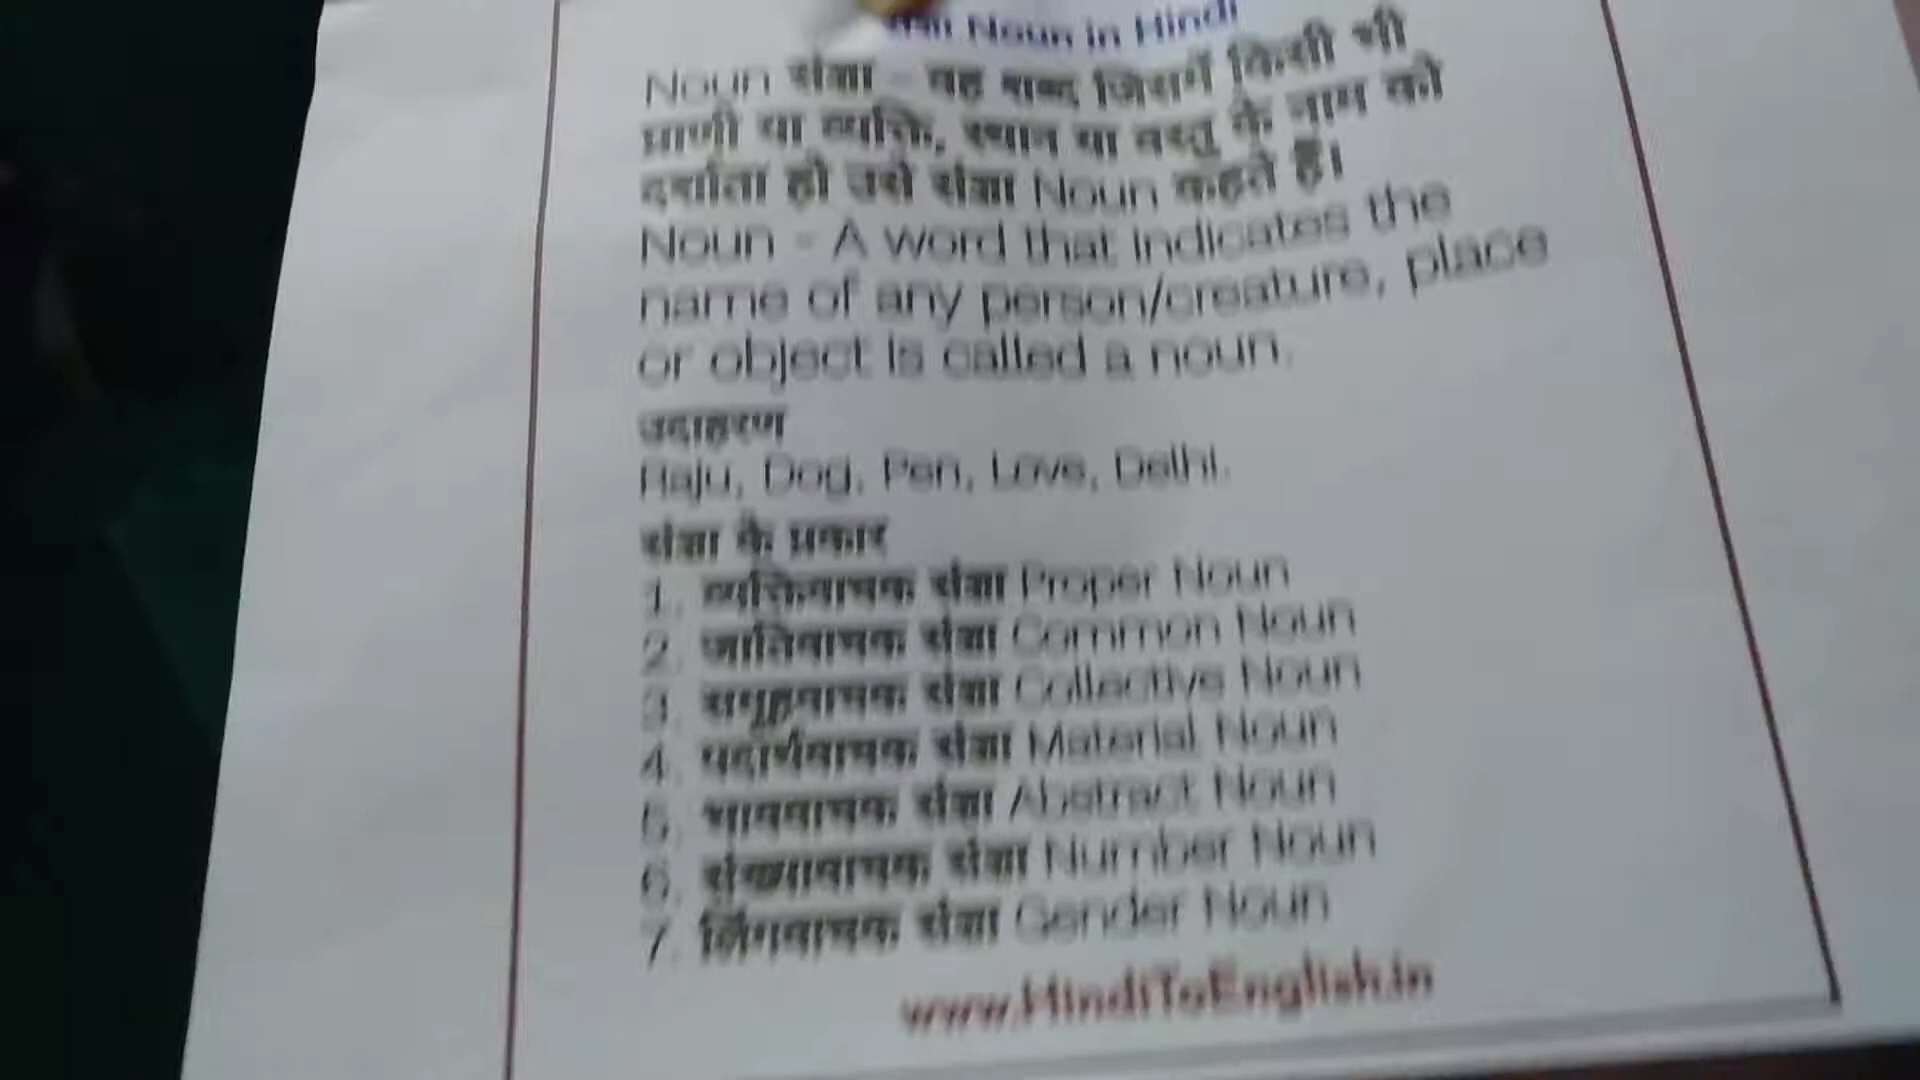 Noun in Hindi
Noun संज्ञा - वह शब्द जिसमें किसी भी
प्राणी या व्यक्ति, स्थान या वस्तु के नाम को
दर्शाता हो उसे संज्ञा Noun कहते हैं।
Noun - A word that indicates the
name of any person/creature, place
or object is called a noun.
उदाहरण
Raju, Dog, Pen, Love, Delhi.
संज्ञा के प्रकार
1. व्यक्तिवाचक संज्ञा Proper Noun
2. जातिवाचक संज्ञा Common Noun
3. समूहवाचक संज्ञा Collective Noun
4. पदार्थवाचक संज्ञा Material Noun
5. भाववाचक संज्ञा Abstract Noun
6. संख्यावाचक संज्ञा Number Noun
7. लिंगवाचक संज्ञा Gender Noun
www.HindiToEnglish.in